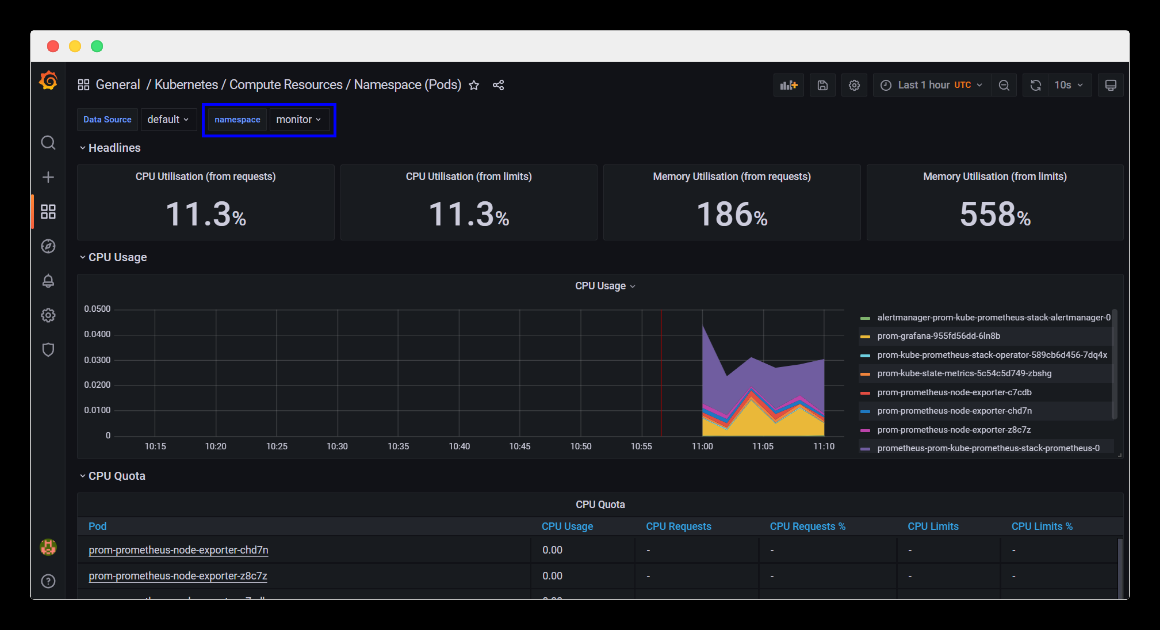 General / Kubernetes / Compute Resources / Namespace (Pods)
Last 1 hour UTC
10s
Data Source default namespace monitor
Headlines
CPU Utilisation (from requests)
11.3%
CPU Utilisation (from limits)
11.3%
Memory Utilisation (from requests)
186%
Memory Utilisation (from limits)
558%
CPU Usage
CPU Usage
0.0500
0.0400
0.0300
0.0200
0.0100
0
10:15 10:20 10:25 10:30 10:35 10:40 10:45 10:50 10:55 11:00 11:05 11:10
alertmanager-prom-kube-prometheus-stack-alertmanager-0
prom-grafana-955fd56dd-6ln8b
prom-kube-prometheus-stack-operator-589cb6d456-7dq4x
prom-kube-state-metrics-5c54c5d749-zbshg
prom-prometheus-node-exporter-c7cdb
prom-prometheus-node-exporter-chd7n
prom-prometheus-node-exporter-z8c7z
prometheus-prom-kube-prometheus-stack-prometheus-0
CPU Quota
CPU Quota
Pod CPU Usage CPU Requests CPU Requests % CPU Limits CPU Limits %
prom-prometheus-node-exporter-chd7n 0.00 - - - -
prom-prometheus-node-exporter-z8c7z 0.00 - - - -